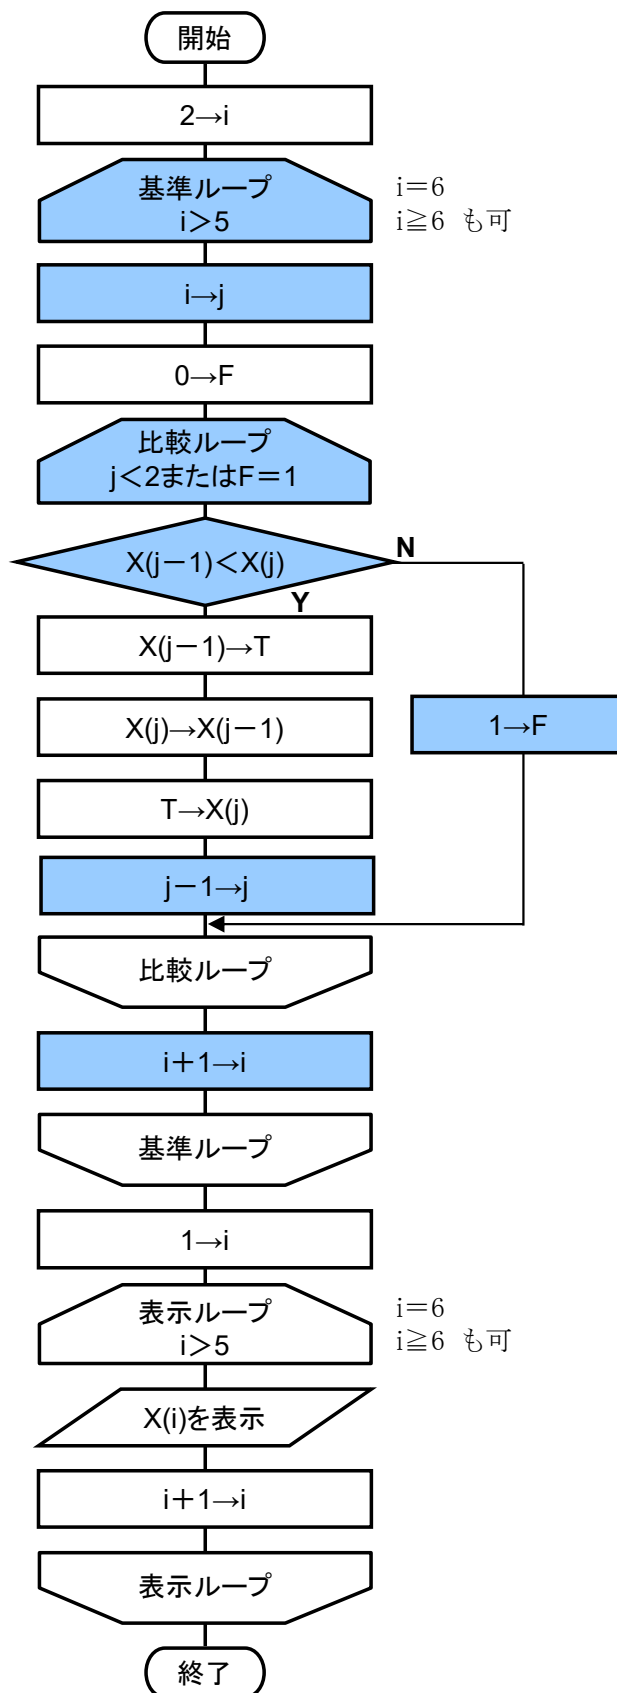 開始
2→i
基準ループ
i＞5
i＝6
i≧6 も可
i→j
0→F
比較ループ
j＜2またはF＝1
X(j－1)＜X(j)
N
Y
X(j－1)→T
X(j)→X(j－1)
1→F
T→X(j)
j－1→j
比較ループ
i＋1→i
基準ループ
1→i
表示ループ
i＞5
i＝6
i≧6 も可
X(i)を表示
i＋1→i
表示ループ
終了